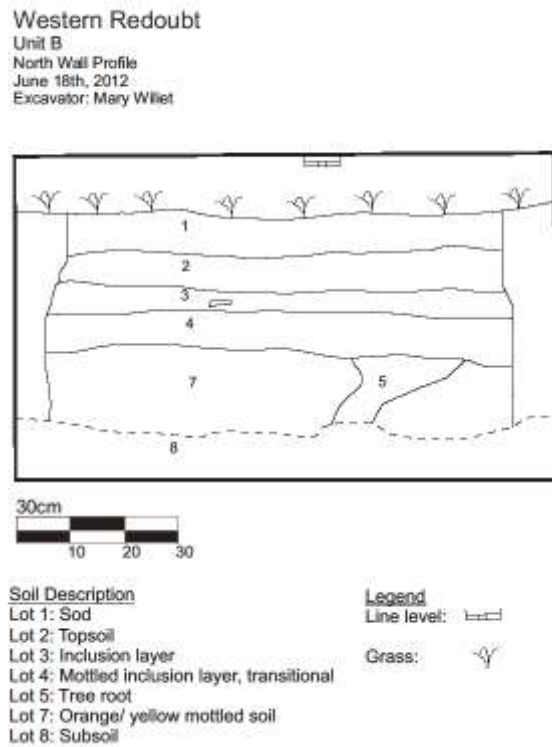 Western Redoubt
Unit B
North Wall Profile
June 18th, 2012
Excavator: Mary Willet
1
2
3
4
7
5
8
30cm
10 20 30
Soil Description
Lot 1: Sod
Lot 2: Topsoil
Lot 3: Inclusion layer
Lot 4: Mottled inclusion layer, transitional
Lot 5: Tree root
Lot 7: Orange/ yellow mottled soil
Lot 8: Subsoil
Legend
Line level:
Grass: